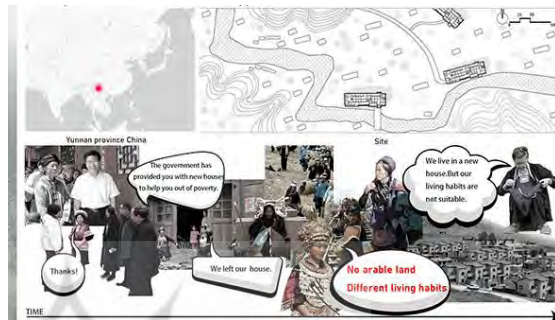 Yunnan province China
Site
The government has
provided you with new houses
to help you out of poverty.
We live in a new
house.But our
living habits are
not suitable.
Thanks!
We left our house.
No arable land
Different living habits
TIME